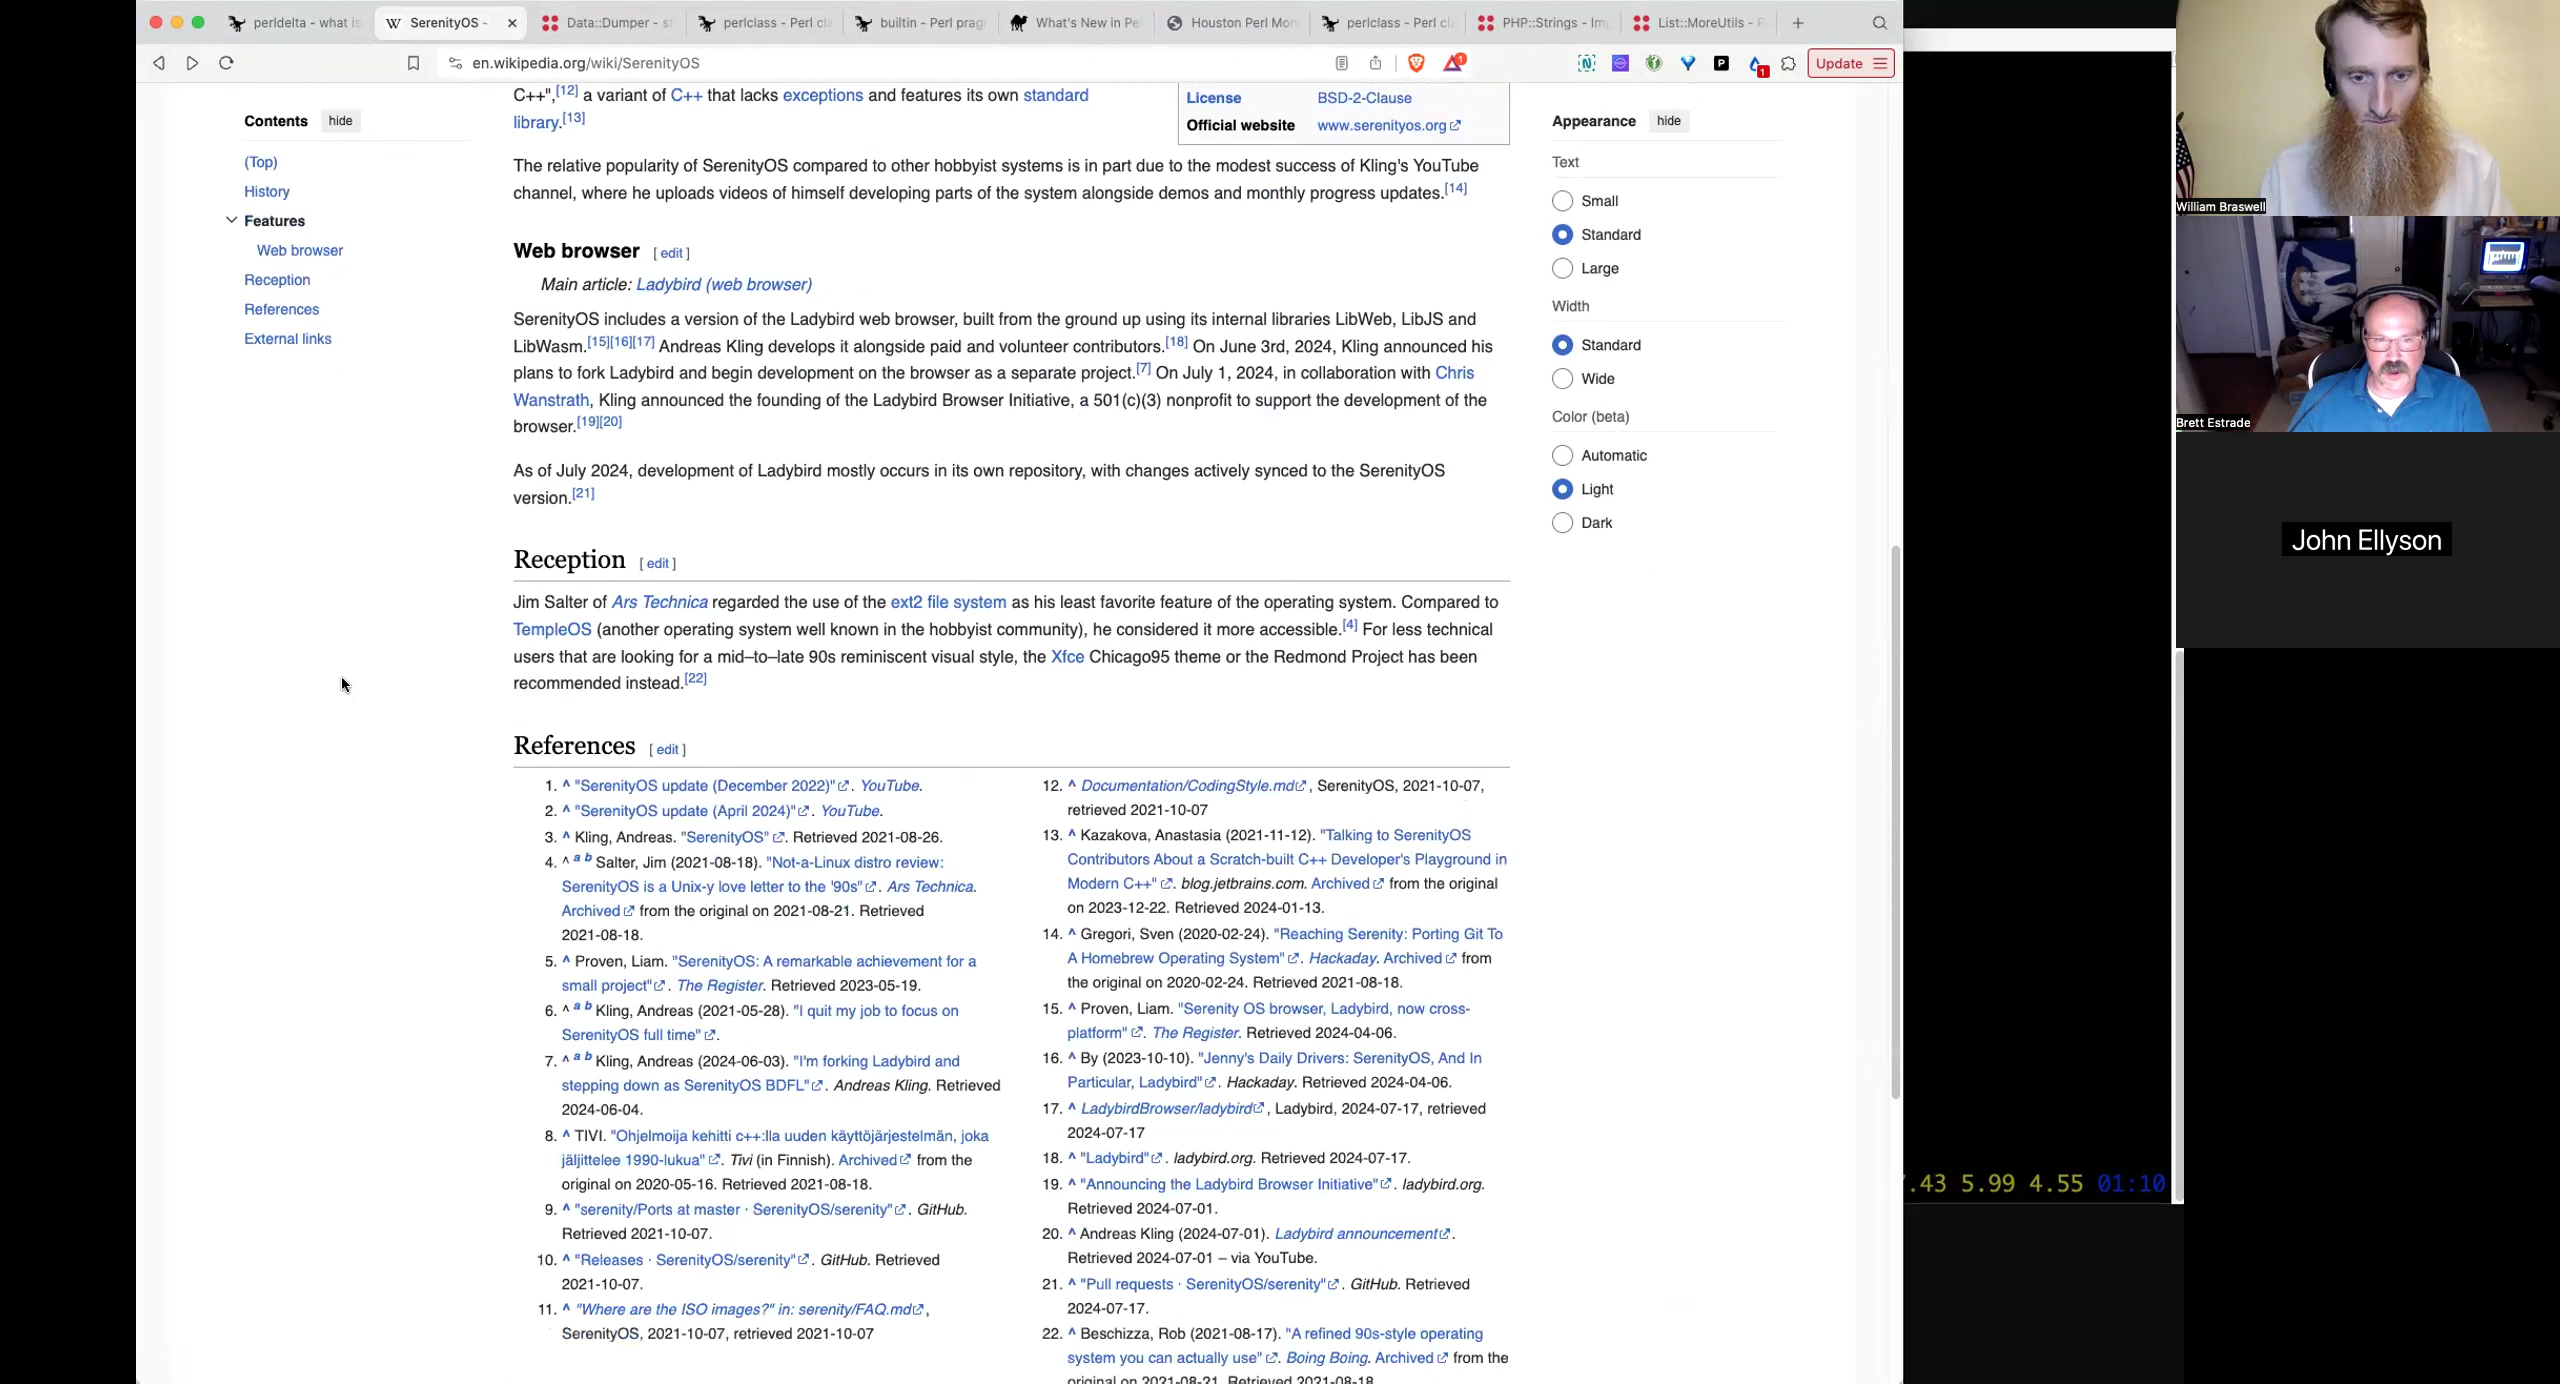 perldelta - what is
SerenityOS -
Data::Dumper - s
perlclass - Perl cla
builtin - Perl prag
What's New in Pe
Houston Perl Mon
perlclass - Perl cl
PHP::Strings - Im
List::MoreUtils - P
en.wikipedia.org/wiki/SerenityOS
1
1
Update
Contents
hide
(Top)
History
Features
Web browser
Reception
References
External links
C++",[12] a variant of C++ that lacks exceptions and features its own standard
library.[13]
License BSD-2-Clause
Official website www.serenityos.org
The relative popularity of SerenityOS compared to other hobbyist systems is in part due to the modest success of Kling's YouTube
channel, where he uploads videos of himself developing parts of the system alongside demos and monthly progress updates.[14]
Web browser [ edit ]
Main article: Ladybird (web browser)
SerenityOS includes a version of the Ladybird web browser, built from the ground up using its internal libraries LibWeb, LibJS and
LibWasm.[15][16][17] Andreas Kling develops it alongside paid and volunteer contributors.[18] On June 3rd, 2024, Kling announced his
plans to fork Ladybird and begin development on the browser as a separate project.[7] On July 1, 2024, in collaboration with Chris
Wanstrath, Kling announced the founding of the Ladybird Browser Initiative, a 501(c)(3) nonprofit to support the development of the
browser.[19][20]
As of July 2024, development of Ladybird mostly occurs in its own repository, with changes actively synced to the SerenityOS
version.[21]
Reception [ edit ]
Jim Salter of Ars Technica regarded the use of the ext2 file system as his least favorite feature of the operating system. Compared to
TempleOS (another operating system well known in the hobbyist community), he considered it more accessible.[4] For less technical
users that are looking for a mid–to–late 90s reminiscent visual style, the Xfce Chicago95 theme or the Redmond Project has been
recommended instead.[22]
References [ edit ]
1. ^ "SerenityOS update (December 2022)". YouTube.
2. ^ "SerenityOS update (April 2024)". YouTube.
3. ^ Kling, Andreas. "SerenityOS". Retrieved 2021-08-26.
4. ^ a b Salter, Jim (2021-08-18). "Not-a-Linux distro review:
SerenityOS is a Unix-y love letter to the '90s". Ars Technica.
Archived from the original on 2021-08-21. Retrieved
2021-08-18.
5. ^ Proven, Liam. "SerenityOS: A remarkable achievement for a
small project". The Register. Retrieved 2023-05-19.
6. ^ a b Kling, Andreas (2021-05-28). "I quit my job to focus on
SerenityOS full time".
7. ^ a b Kling, Andreas (2024-06-03). "I'm forking Ladybird and
stepping down as SerenityOS BDFL". Andreas Kling. Retrieved
2024-06-04.
8. ^ TIVI. "Ohjelmoija kehitti c++:lla uuden käyttöjärjestelmän, joka
jäljittelee 1990-lukua". Tivi (in Finnish). Archived from the
original on 2020-05-16. Retrieved 2021-08-18.
9. ^ "serenity/Ports at master · SerenityOS/serenity". GitHub.
Retrieved 2021-10-07.
10. ^ "Releases · SerenityOS/serenity". GitHub. Retrieved
2021-10-07.
11. ^ "Where are the ISO images?" in: serenity/FAQ.md,
SerenityOS, 2021-10-07, retrieved 2021-10-07
12. ^ Documentation/CodingStyle.md, SerenityOS, 2021-10-07,
retrieved 2021-10-07
13. ^ Kazakova, Anastasia (2021-11-12). "Talking to SerenityOS
Contributors About a Scratch-built C++ Developer's Playground in
Modern C++". blog.jetbrains.com. Archived from the original
on 2023-12-22. Retrieved 2024-01-13.
14. ^ Gregori, Sven (2020-02-24). "Reaching Serenity: Porting Git To
A Homebrew Operating System". Hackaday. Archived from
the original on 2020-02-24. Retrieved 2021-08-18.
15. ^ Proven, Liam. "Serenity OS browser, Ladybird, now cross-
platform". The Register. Retrieved 2024-04-06.
16. ^ By (2023-10-10). "Jenny's Daily Drivers: SerenityOS, And In
Particular, Ladybird". Hackaday. Retrieved 2024-04-06.
17. ^ LadybirdBrowser/ladybird, Ladybird, 2024-07-17, retrieved
2024-07-17
18. ^ "Ladybird". ladybird.org. Retrieved 2024-07-17.
19. ^ "Announcing the Ladybird Browser Initiative". ladybird.org.
Retrieved 2024-07-01.
20. ^ Andreas Kling (2024-07-01). Ladybird announcement.
Retrieved 2024-07-01 – via YouTube.
21. ^ "Pull requests · SerenityOS/serenity". GitHub. Retrieved
2024-07-17.
22. ^ Beschizza, Rob (2021-08-17). "A refined 90s-style operating
system you can actually use". Boing Boing. Archived from the
original on 2021-08-21. Retrieved 2021-08-18
Appearance
hide
Text
Small
Standard
Large
Width
Standard
Wide
Color (beta)
Automatic
Light
Dark
William Braswell
Brett Estrade
John Ellyson
.43 5.99 4.55 01:10